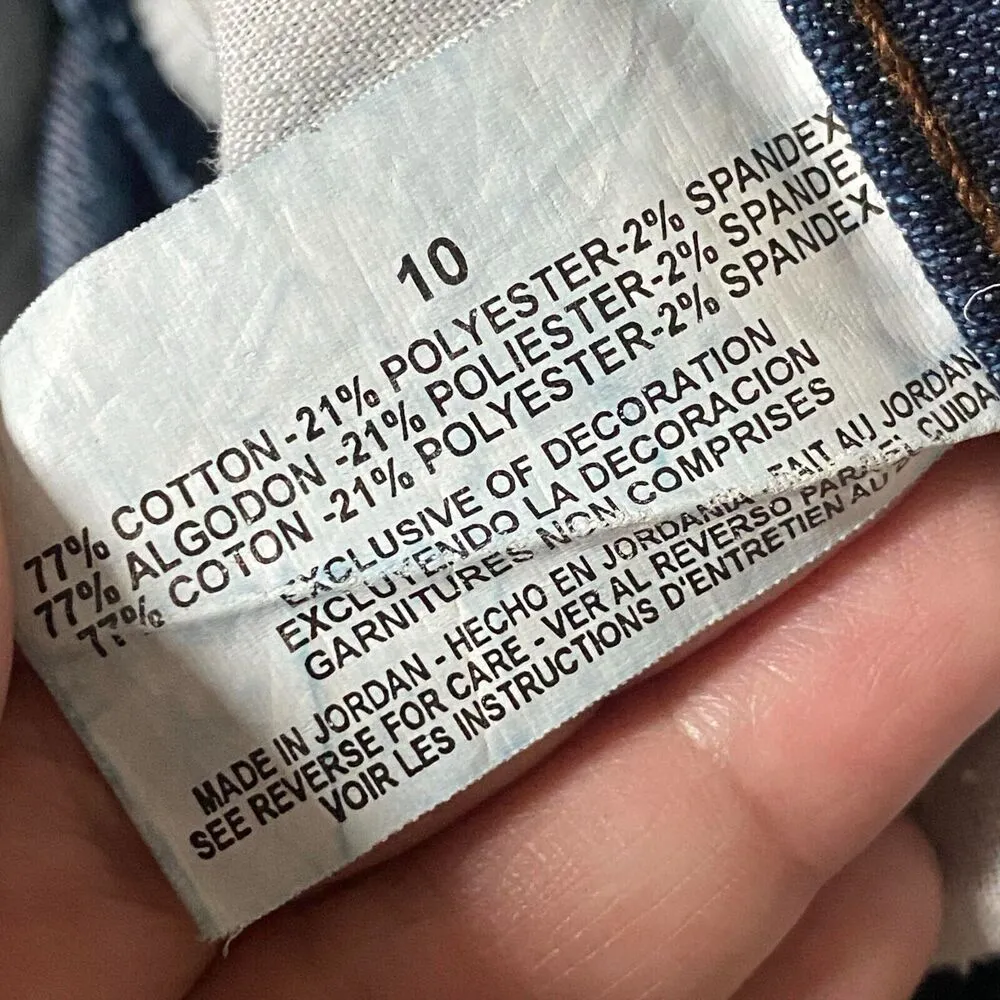 10
77% COTTON -21% POLYESTER-2% SPANDEX
77% ALGODON -21% POLIESTER-2% SPANDEX
77% COTON -21% POLYESTER-2% SPANDEX
EXCLUSIVE OF DECORATION
EXCLUYENDO LA DECORACION
GARNITURES NON COMPRISES
MADE IN JORDAN - HECHO EN JORDANIA - FAIT AU JORDAN
SEE REVERSE FOR CARE - VER AL REVERSO PARA EL CUIDA
VOIR LES INSTRUCTIONS D'ENTRETIEN AU